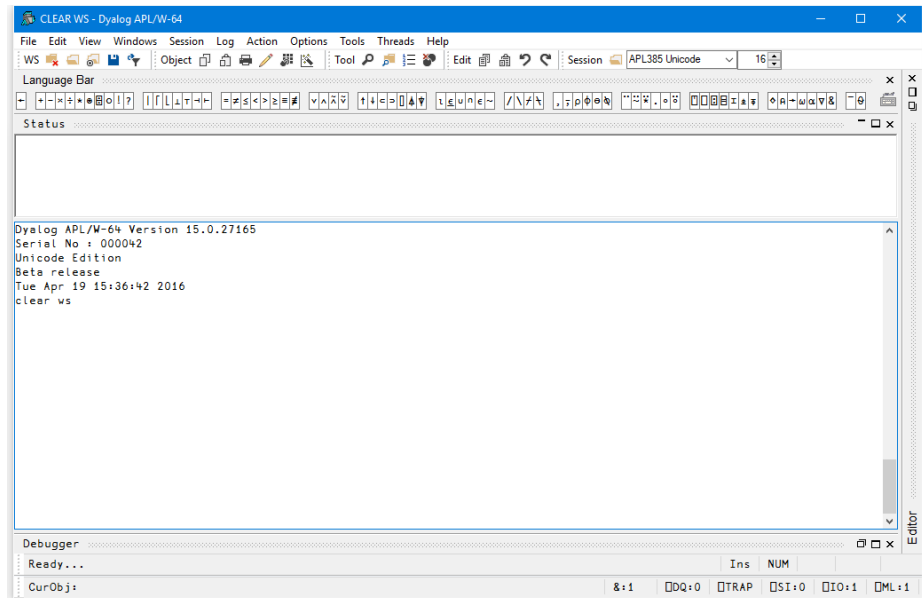 CLEAR WS - Dyalog APL/W-64
File Edit View Windows Session Log Action Options Tools Threads Help
WS Object Tool Edit Session APL385 Unicode 16
Language Bar
← + - × ÷ * ⍟ ⌹ ○ ! ? | ⌈ ⌊ ⊥ ⊤ ⊣ ⊢ = ≠ ≤ < > ≥ ≡ ≢ ∨ ∧ ⍲ ⍱ ↑ ↓ ⊂ ⊃ ⌷ ⍋ ⍒ ⍳ ⍷ ∪ ∩ ∊ ~ / \ ⌿ ⍀ , ⍪ ⍴ ⌽ ⊖ ⍉ ¨ ⍨ ⍣ . ∘ ⍤ ⍞ ⎕ ⍠ ⌸ ⌶ ⍎ ⍕ ⋄ ⍝ → ⍵ ⍺ ∇ & ¯ ⍬
Status
Dyalog APL/W-64 Version 15.0.27165
Serial No : 000042
Unicode Edition
Beta release
Tue Apr 19 15:36:42 2016
clear ws
Editor
Debugger
Ready... Ins NUM
CurObj: &:1 ⎕DQ:0 ⎕TRAP ⎕SI:0 ⎕IO:1 ⎕ML:1